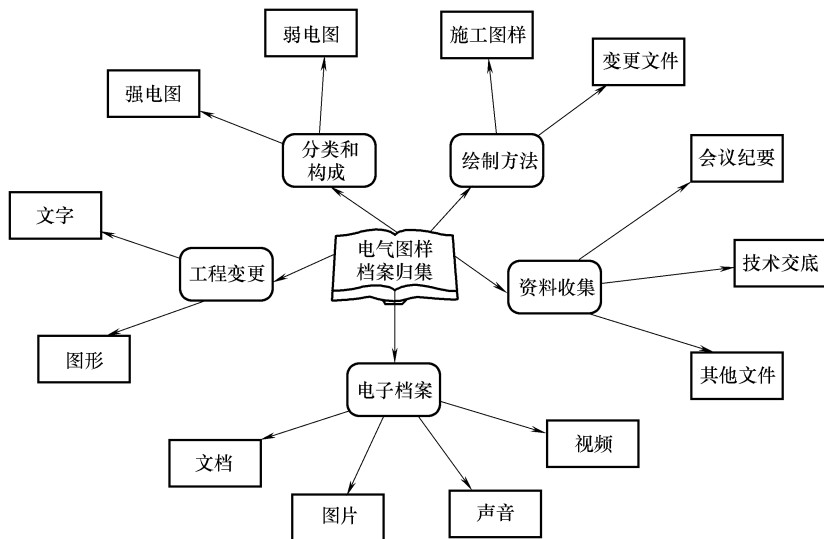 弱电图
施工图样
变更文件
强电图
分类和
构成
绘制方法
会议纪要
文字
电气图样
档案归集
工程变更
技术交底
资料收集
图形
其他文件
电子档案
文档
视频
图片
声音